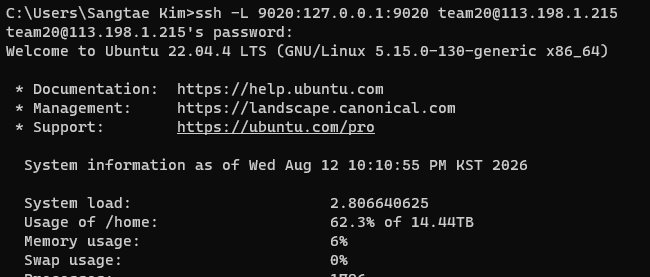 C:\Users\Sangtae Kim>ssh -L 9020:127.0.0.1:9020 team20@113.198.1.215
team20@113.198.1.215's password:
Welcome to Ubuntu 22.04.4 LTS (GNU/Linux 5.15.0-130-generic x86_64)
* Documentation:  https://help.ubuntu.com
* Management:     https://landscape.canonical.com
* Support:        https://ubuntu.com/pro
System information as of Wed Aug 12 10:10:55 PM KST 2026
System load:                      2.806640625
Usage of /home:                   62.3% of 14.44TB
Memory usage:                     6%
Swap usage:                       0%